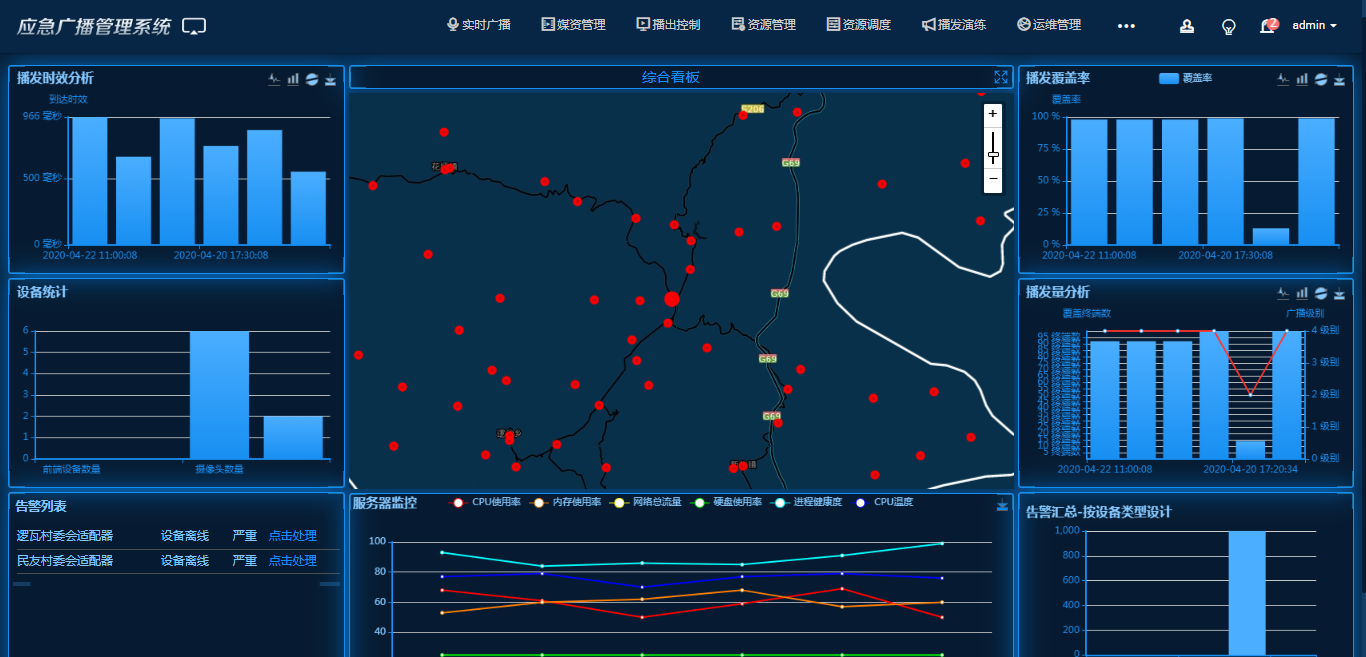 应急广播管理系统
实时广播 媒资管理 播出控制 资源管理 资源调度 播发演练 运维管理 ••• 2 admin
播发时效分析
到达时效
966 毫秒
500 毫秒
0 毫秒
2020-04-22 11:00:08 2020-04-20 17:30:08
设备统计
6
5
4
3
2
1
0
前端设备数量 摄像头数量
告警列表
逻瓦村委会适配器 设备离线 严重 点击处理
民友村委会适配器 设备离线 严重 点击处理
综合看板
S206
G69
G69
G69
G69
+
−
服务器监控
CPU使用率 内存使用率 网络总流量 硬盘使用率 进程健康度 CPU温度
100
80
60
40
播发覆盖率
覆盖率
覆盖率
100 %
75 %
50 %
25 %
0 %
2020-04-22 11:00:08 2020-04-20 17:30:08
播发量分析
覆盖终端数 广播级别
4 级别
3 级别
2 级别
1 级别
0 级别
2020-04-22 11:00:08 2020-04-20 17:20:34
告警汇总-按设备类型设计
1,000
800
600
400
200
0